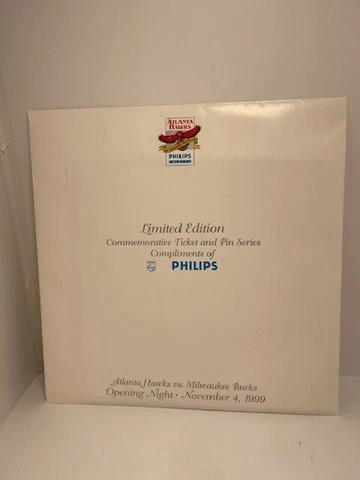 ATLANTA
HAWKS
PHILIPS
Limited Edition
Commemorative Ticket and Pin Series
Compliments of
PHILIPS
PHILIPS
Atlanta Hawks vs. Milwaukee Bucks
Opening Night • November 4, 1999